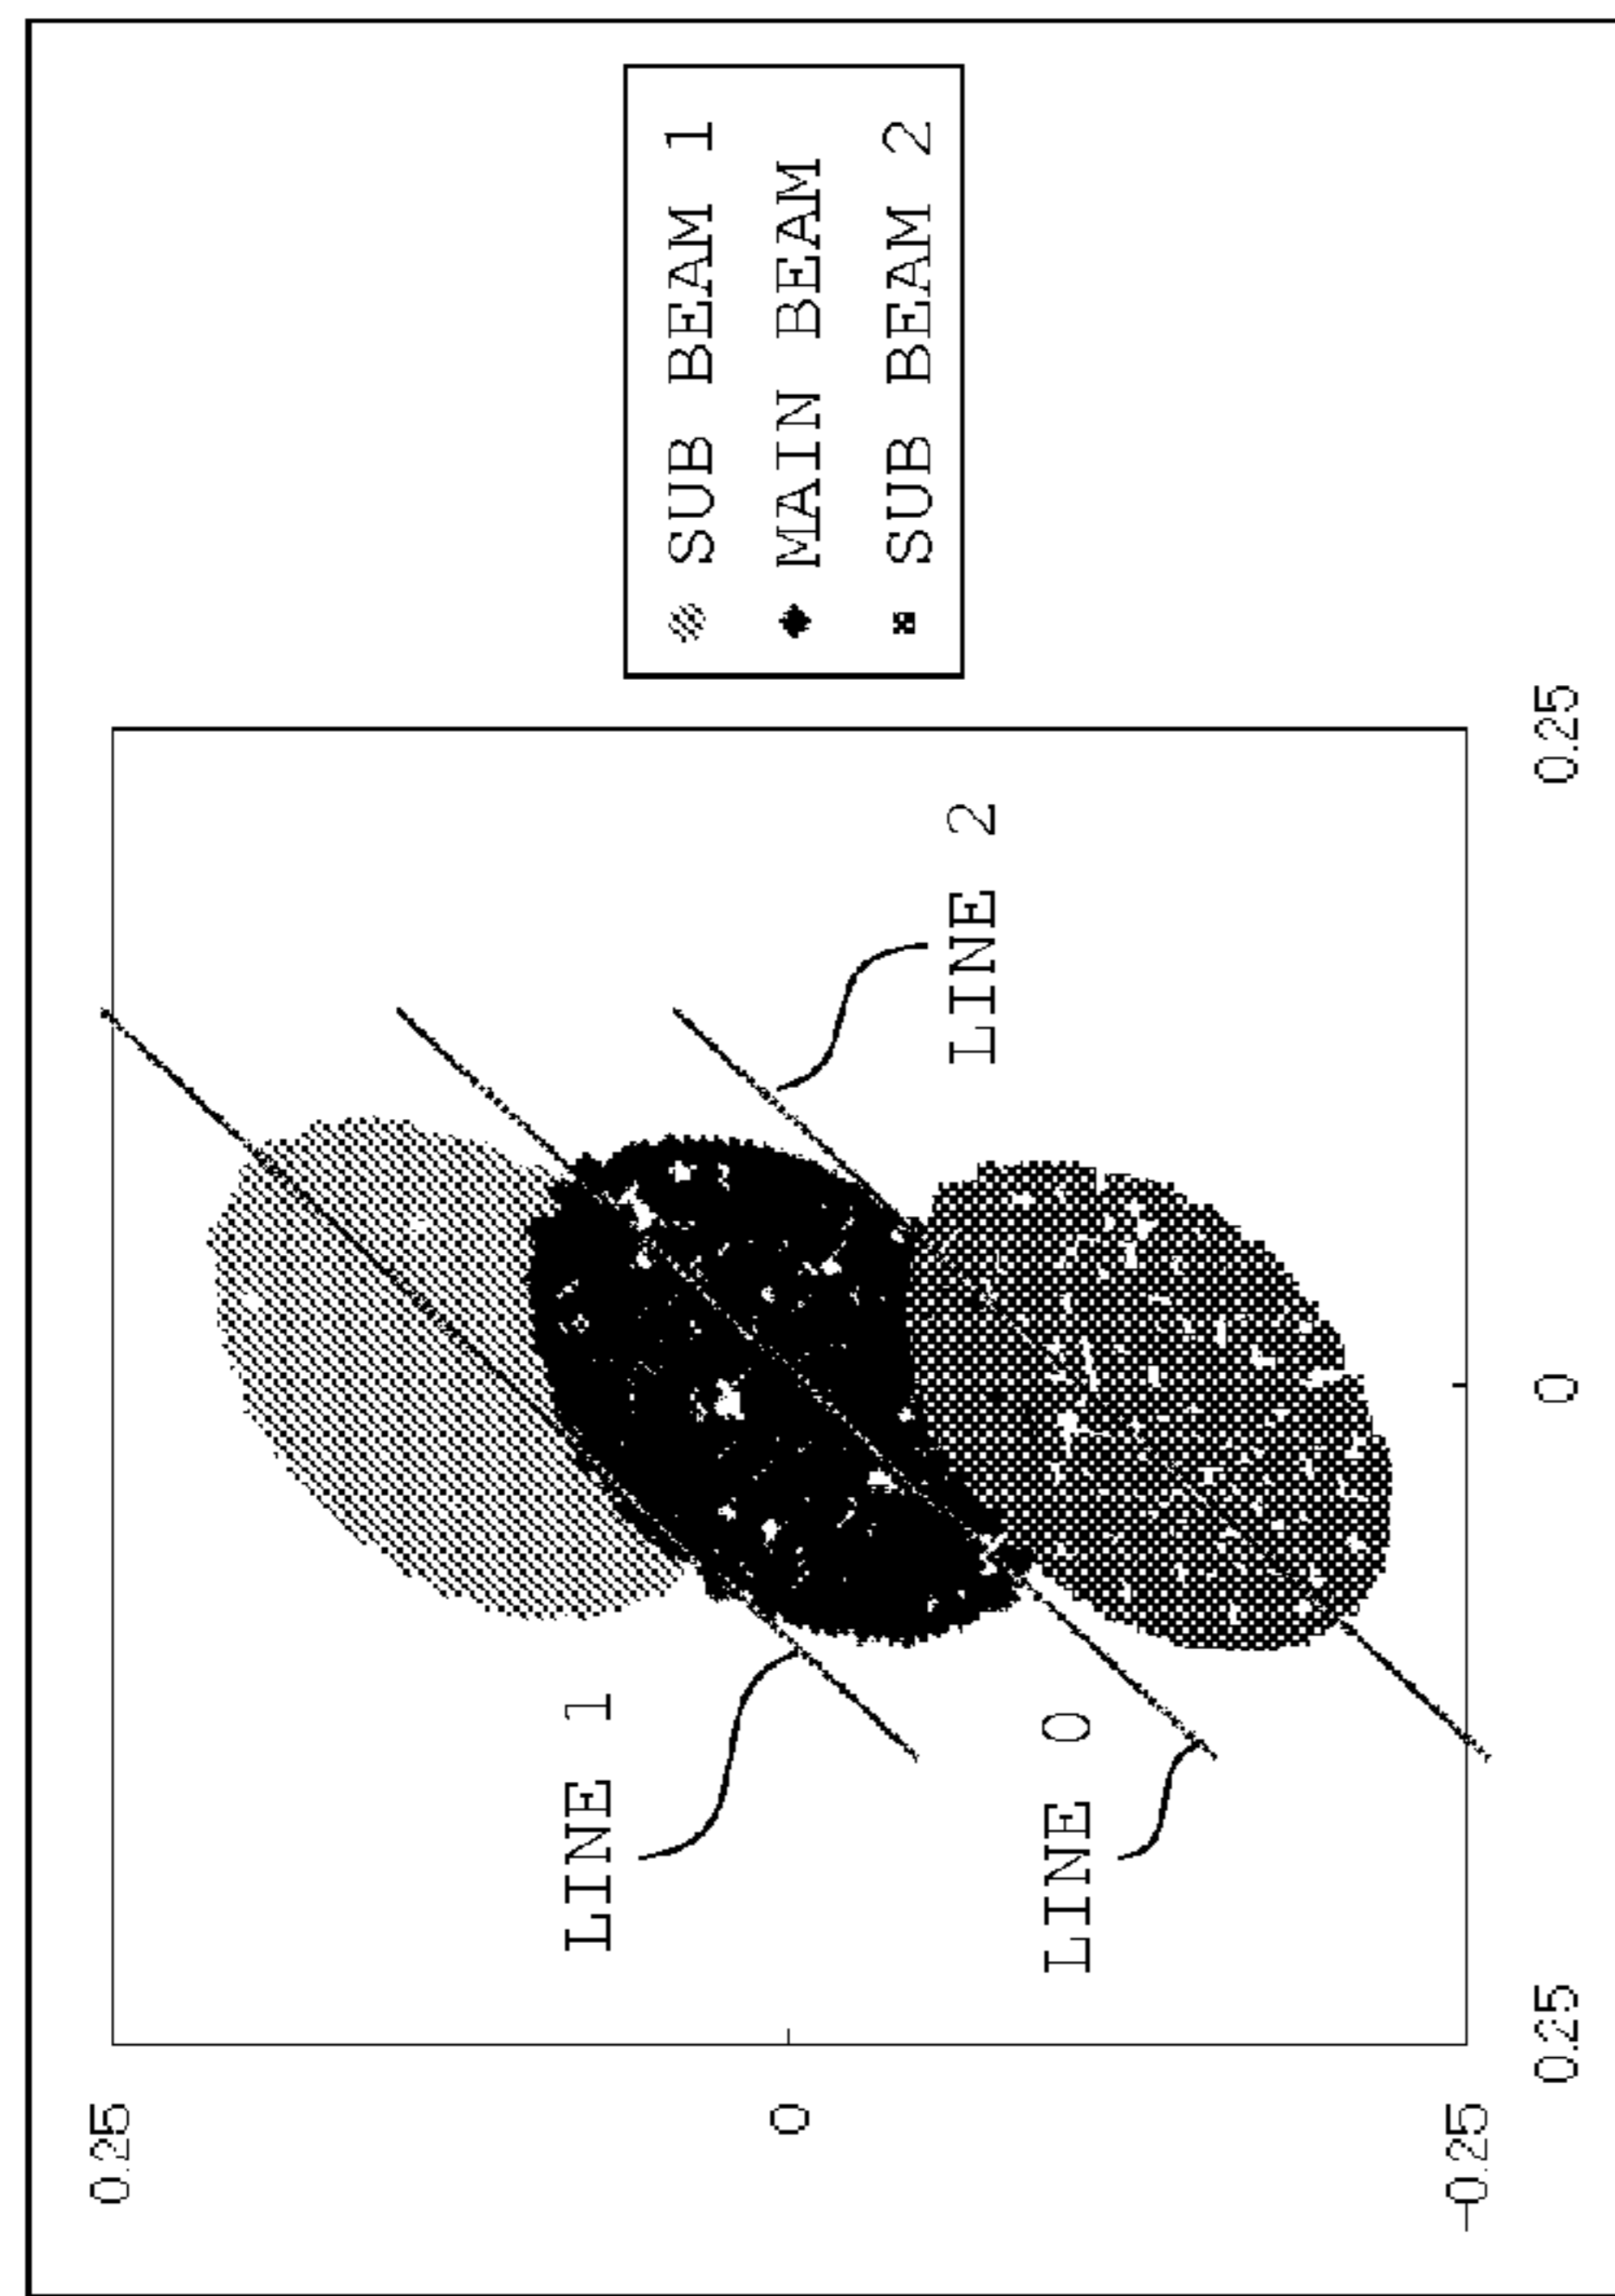 SUB BEAM 1
MAIN BEAM
SUB BEAM 2
LINE 1
LINE 0
LINE 2
0.25
0
-0.25
0.25
0
0.25